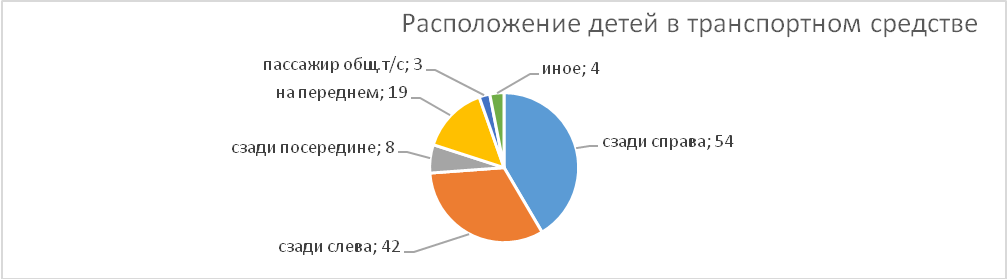 Расположение детей в транспортном средстве
пассажир общ.т/с; 3
иное; 4
на переднем; 19
сзади посередине; 8
сзади справа; 54
сзади слева; 42